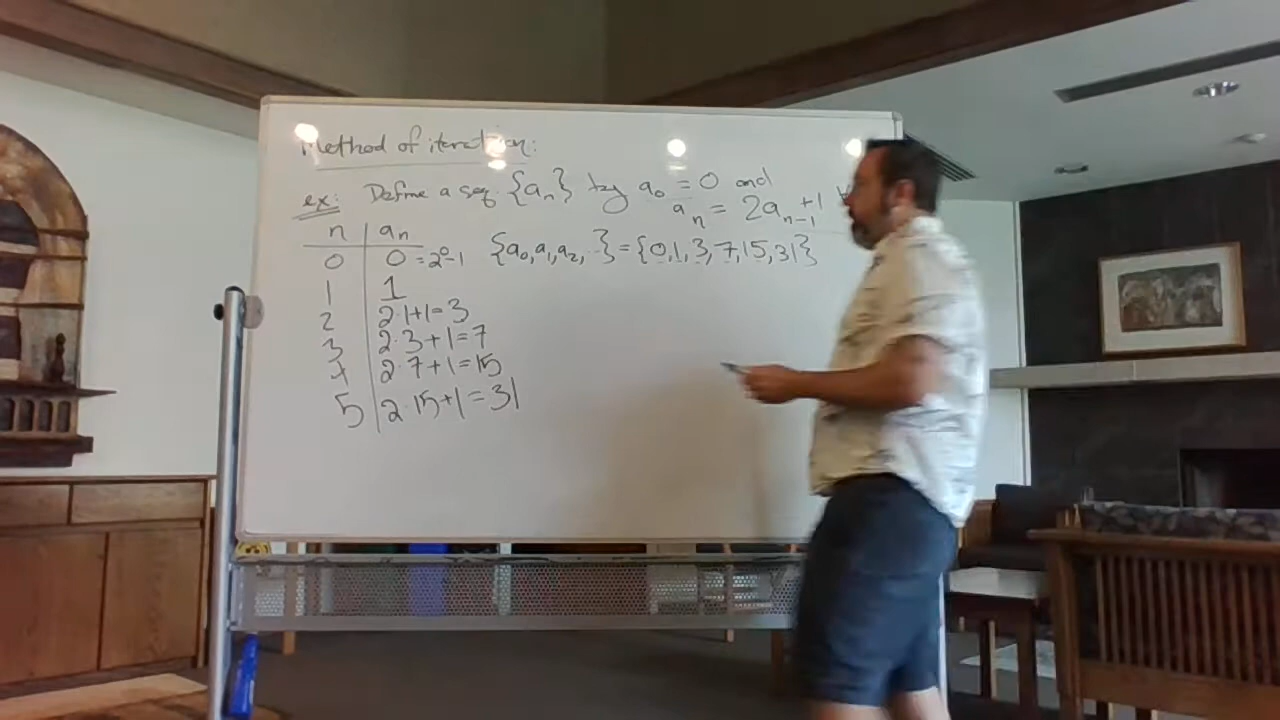 Method of iteration:
ex: Define a seq. {aₙ} by a₀ = 0 and
aₙ = 2aₙ₋₁ + 1 ∀
n | aₙ
0 | 0 = 2⁰-1 {a₀, a₁, a₂, ...} = {0, 1, 3, 7, 15, 31}
1 | 1
2 | 2·1+1=3
3 | 2·3+1=7
4 | 2·7+1=15
5 | 2·15+1=31